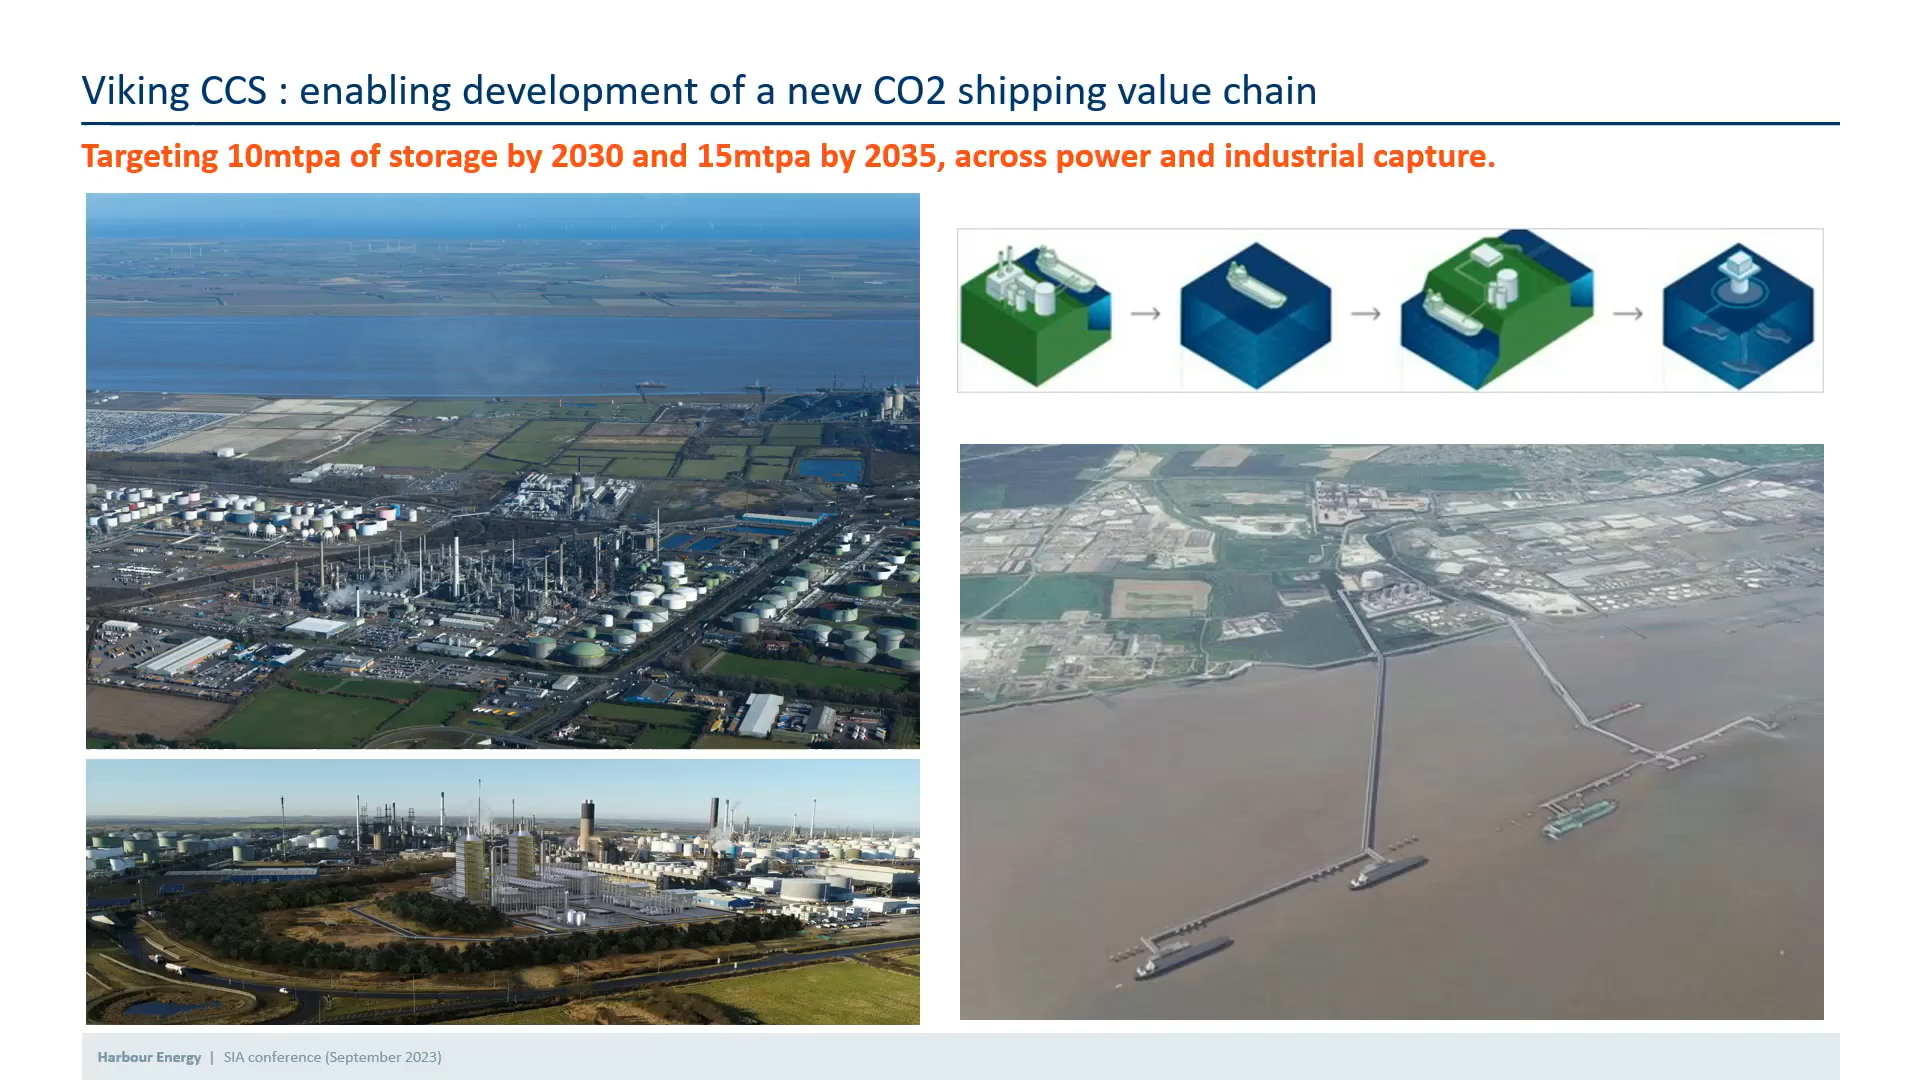 Viking CCS : enabling development of a new CO2 shipping value chain
Targeting 10mtpa of storage by 2030 and 15mtpa by 2035, across power and industrial capture.
Harbour Energy | SIA conference (September 2023)